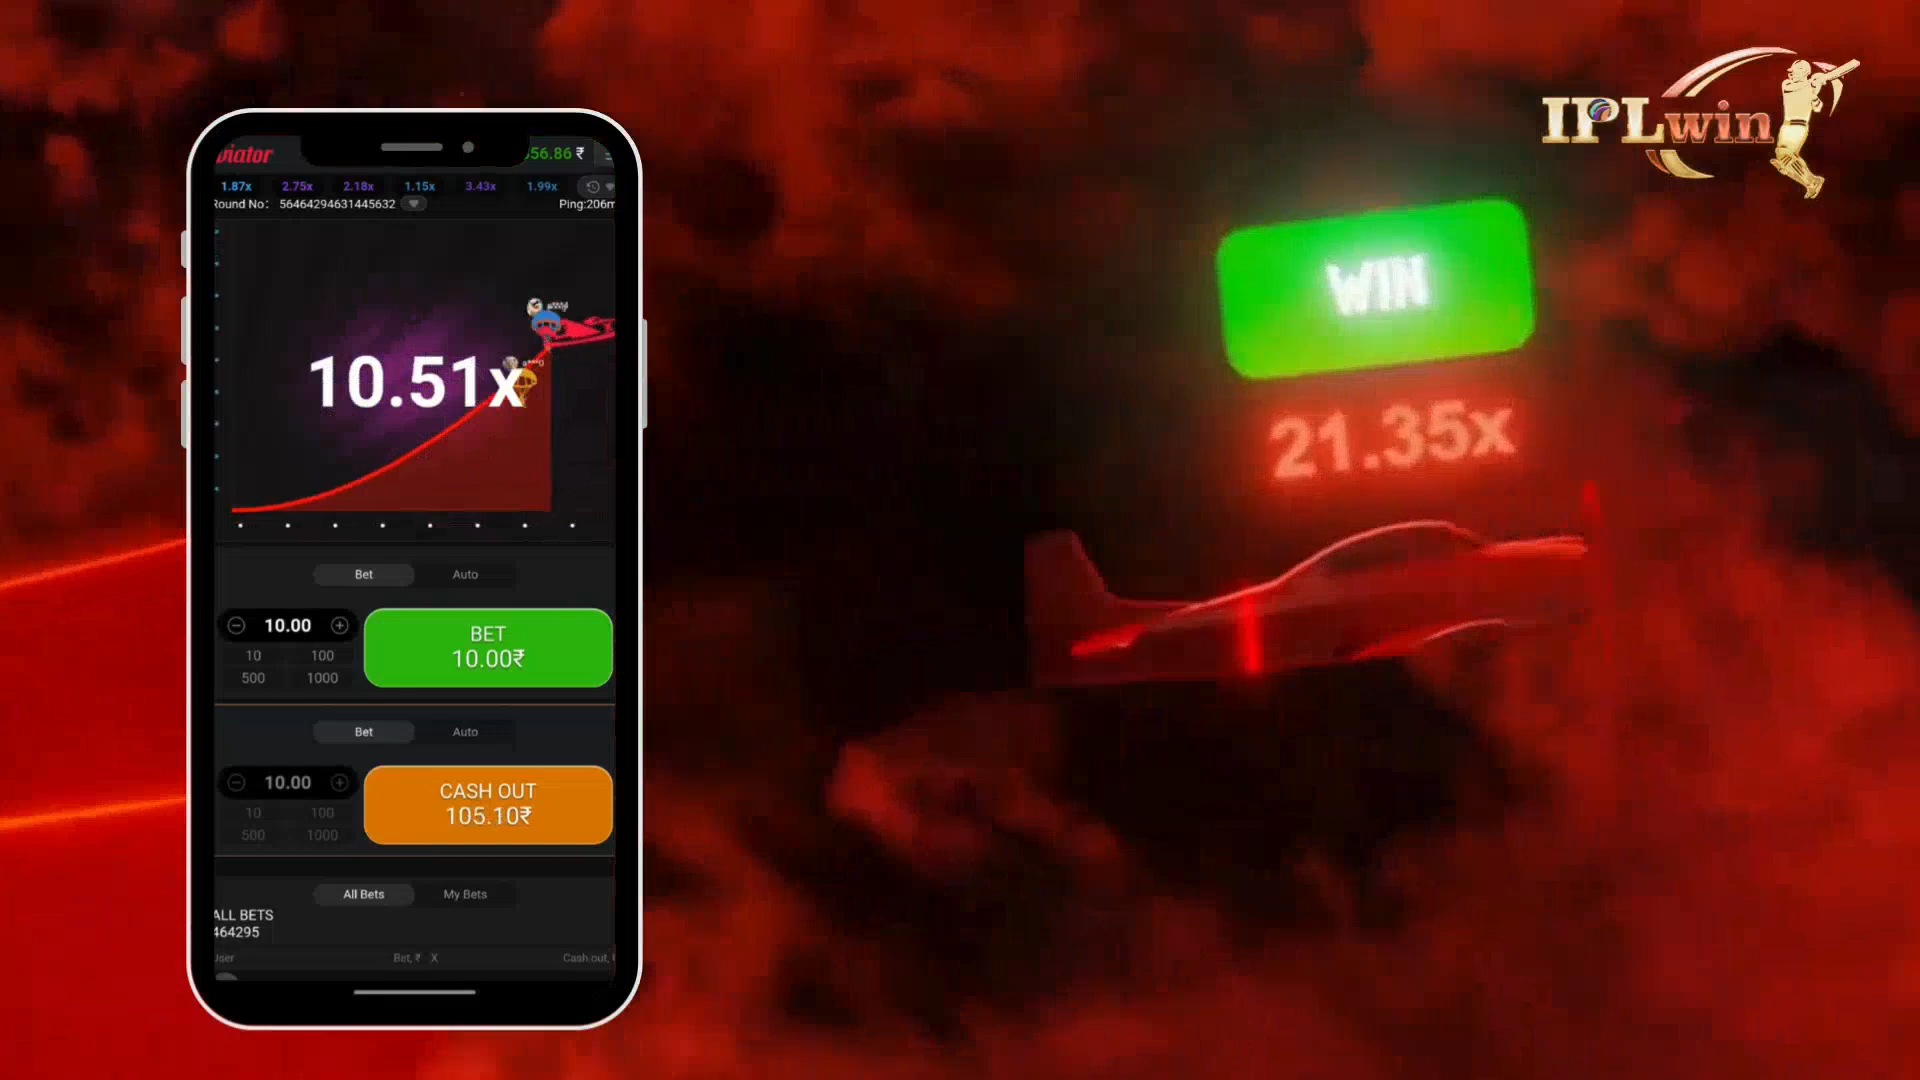 IPLwin
viator
56.86 ₹
1.87x 2.75x 2.18x 1.15x 3.43x 1.99x
Round No: 56464294631445632
Ping:206m
10.51x
Bet Auto
10.00
10 100
500 1000
BET
10.00₹
Bet Auto
10.00
10 100
500 1000
CASH OUT
105.10₹
All Bets My Bets
ALL BETS
464295
User Bet, ₹ X Cash out,
WIN
21.35x